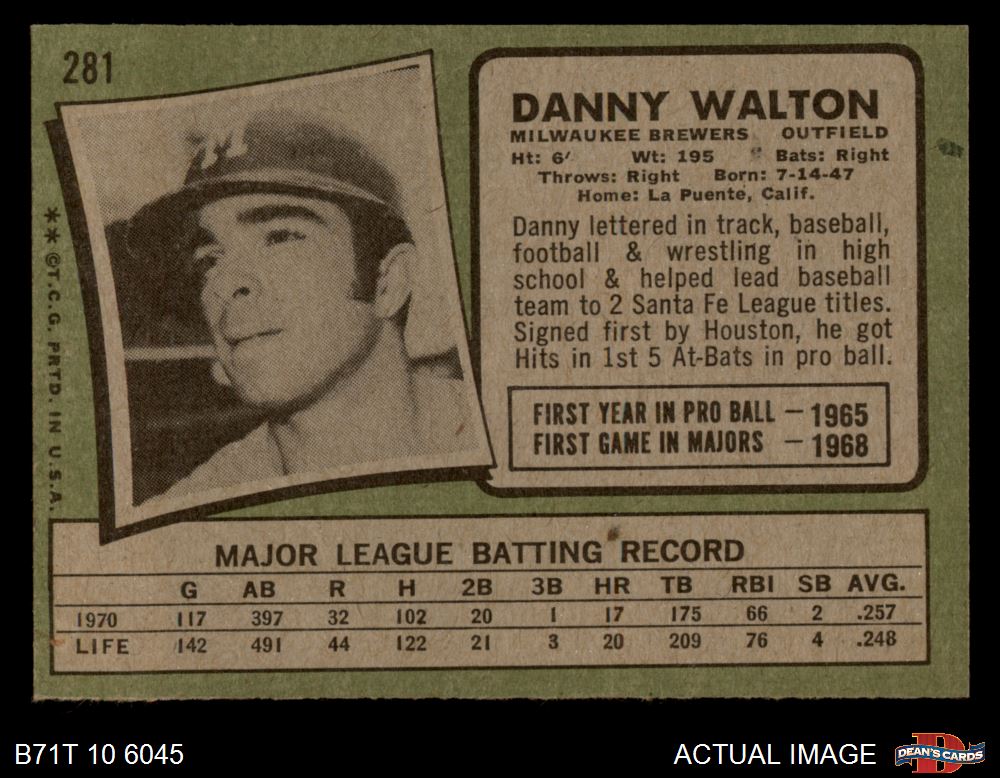 281
M
** ©T.C.G. PRTD. IN U.S.A.
DANNY WALTON
MILWAUKEE BREWERS OUTFIELD
Ht: 6' Wt: 195 Bats: Right
Throws: Right Born: 7-14-47
Home: La Puente, Calif.
Danny lettered in track, baseball,
football & wrestling in high
school & helped lead baseball
team to 2 Santa Fe League titles.
Signed first by Houston, he got
Hits in 1st 5 At-Bats in pro ball.
FIRST YEAR IN PRO BALL — 1965
FIRST GAME IN MAJORS — 1968
MAJOR LEAGUE BATTING RECORD
G AB R H 2B 3B HR TB RBI SB AVG.
1970 117 397 32 102 20 1 17 175 66 2 .257
LIFE 142 491 44 122 21 3 20 209 76 4 .248
B71T 10 6045
ACTUAL IMAGE
D
DEAN'S CARDS